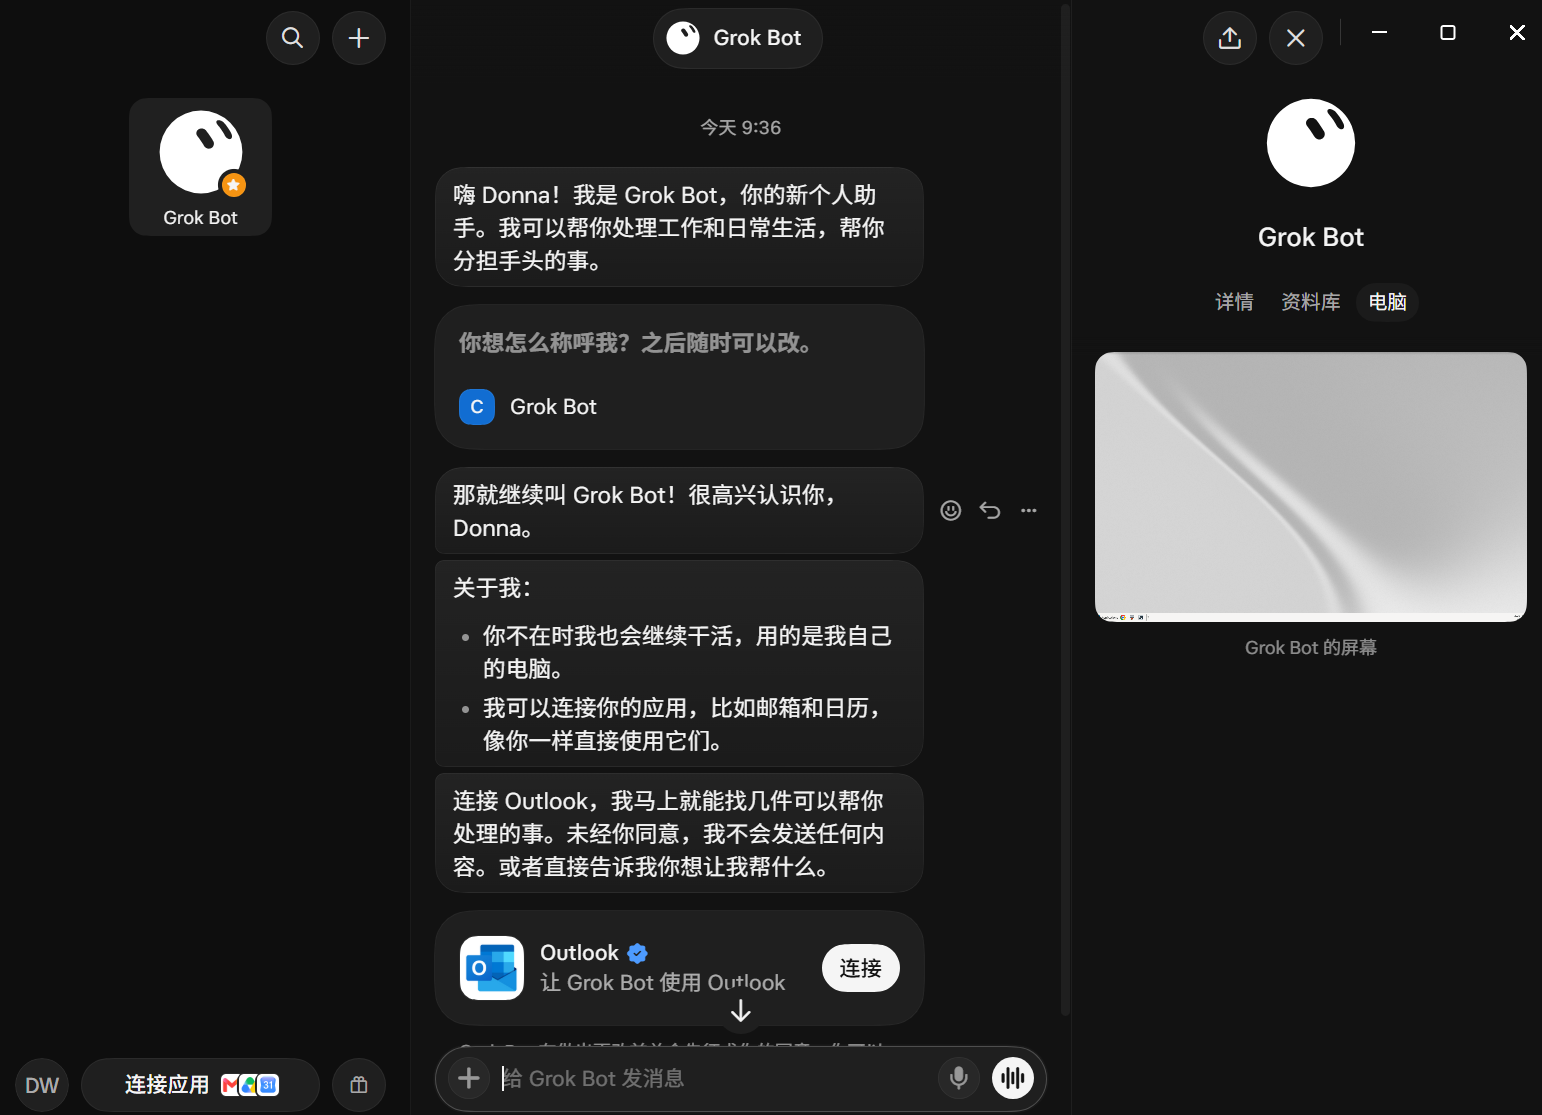 Grok Bot
Grok Bot
今天 9:36
嗨 Donna！我是 Grok Bot，你的新个人助
手。我可以帮你处理工作和日常生活，帮你
分担手头的事。
你想怎么称呼我？之后随时可以改。
C Grok Bot
那就继续叫 Grok Bot！很高兴认识你，
Donna。
关于我：
你不在时我也会继续干活，用的是我自己
的电脑。
我可以连接你的应用，比如邮箱和日历，
像你一样直接使用它们。
连接 Outlook，我马上就能找几件可以帮你
处理的事。未经你同意，我不会发送任何内
容。或者直接告诉我你想让我帮什么。
Outlook
让 Grok Bot 使用 Outlook
连接
给 Grok Bot 发消息
DW
连接应用
31
Grok Bot
详情 资料库 电脑
Grok Bot 的屏幕